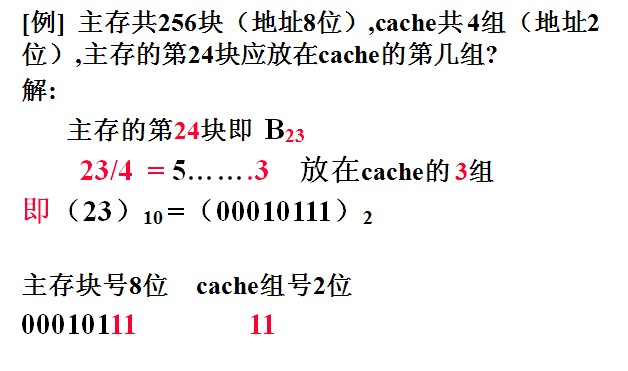 [例] 主存共256块（地址8位）,cache共4组（地址2
位）,主存的第24块应放在cache的第几组?
解:
主存的第24块即 B23
23/4 = 5…….3 放在cache的3组
即（23）10 =（00010111）2
主存块号8位 cache组号2位
00010111 11